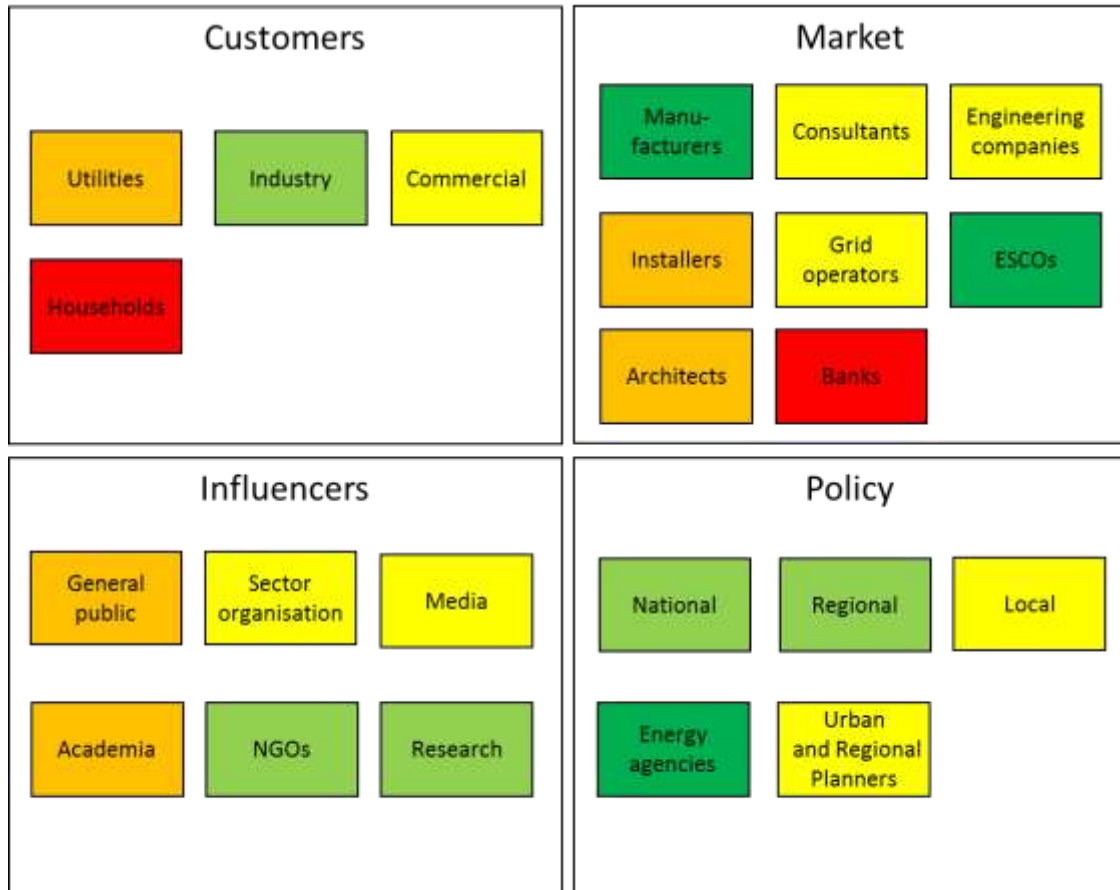 Customers
Utilities
Industry
Commercial
Households
Market
Manu-
facturers
Consultants
Engineering
companies
Installers
Grid
operators
ESCOs
Architects
Banks
Influencers
General
public
Sector
organisation
Media
Academia
NGOs
Research
Policy
National
Regional
Local
Energy
agencies
Urban
and Regional
Planners